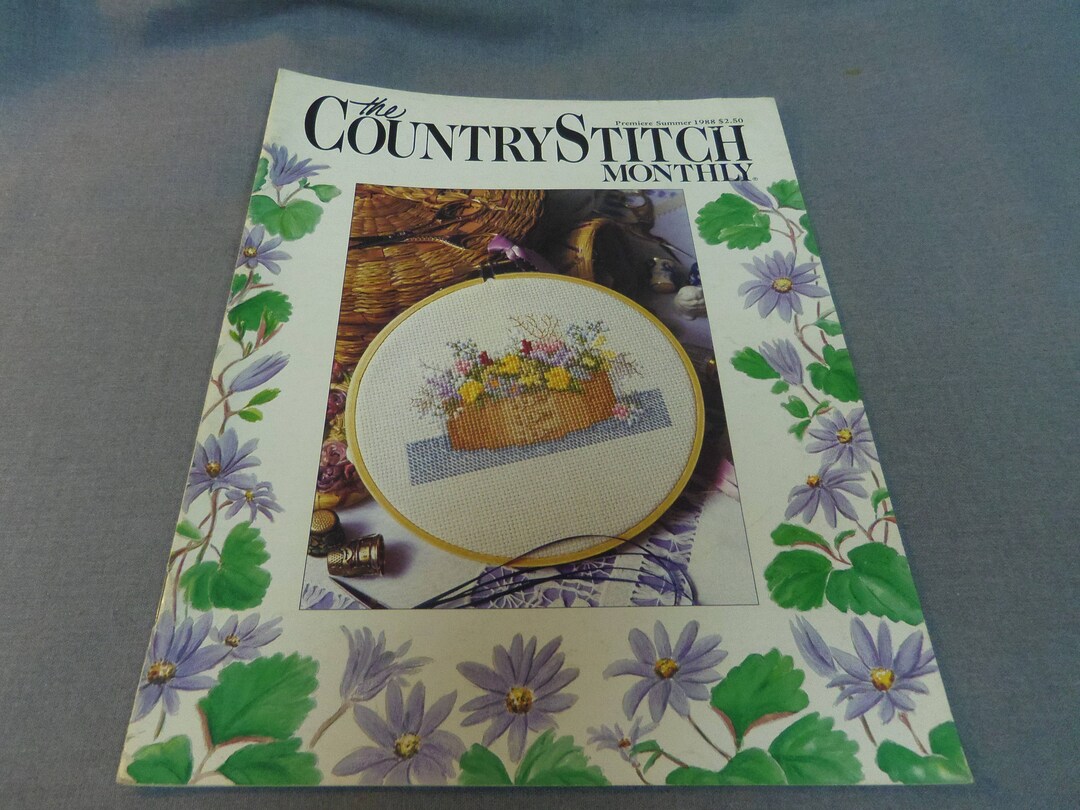 the
Premiere Summer 1988 $2.50
COUNTRYSTITCH
MONTHLY®